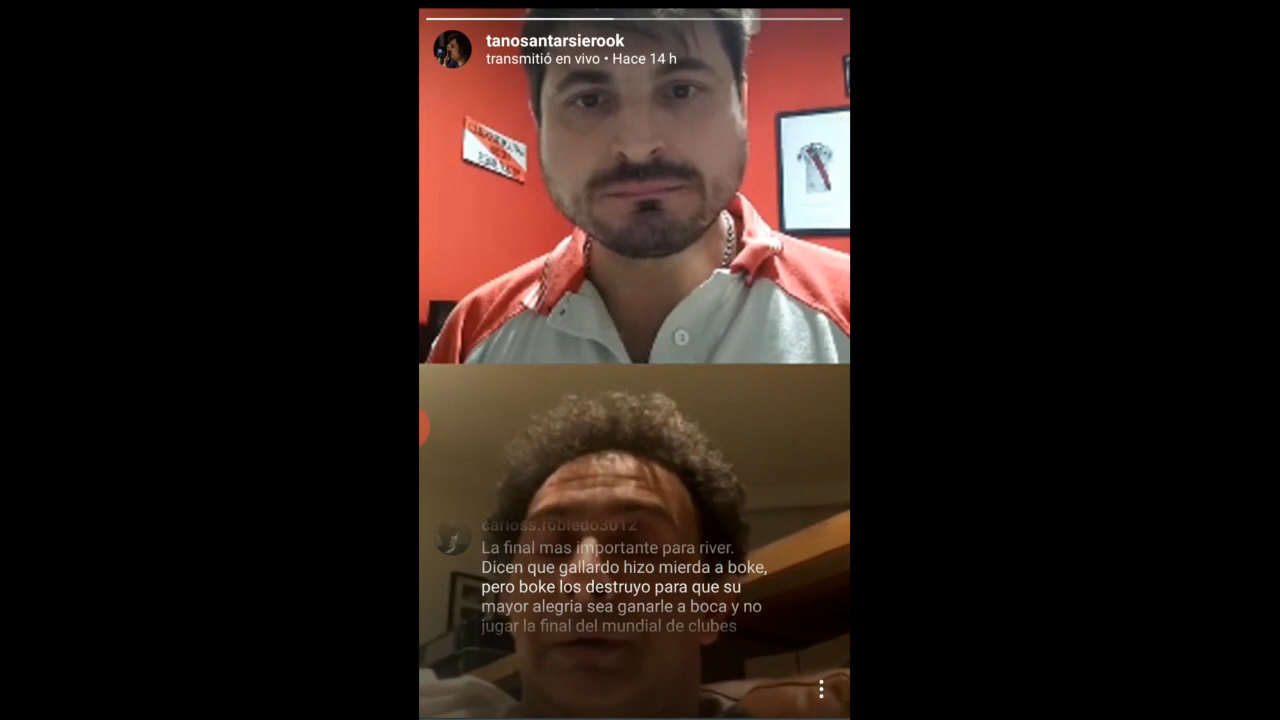 tanosantarsierook
transmitió en vivo • Hace 14 h
carloss.robledo3012
La final mas importante para river.
Dicen que gallardo hizo mierda a boke,
pero boke los destruyo para que su
mayor alegria sea ganarle a boca y no
jugar la final del mundial de clubes